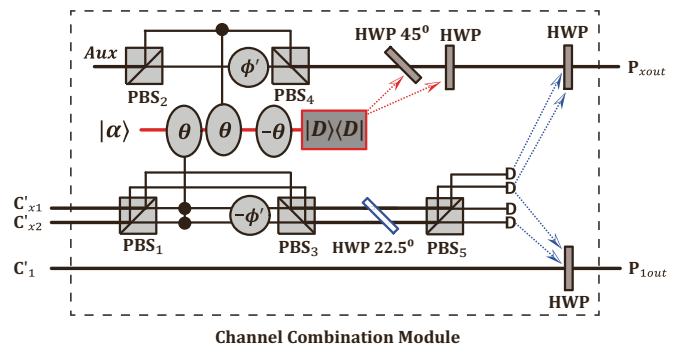 HWP 45⁰ HWP HWP
Aux ϕ′ P_xout
PBS₂ PBS₄
|α⟩ θ θ -θ |D⟩⟨D|
D
D
C′_x1 D
C′_x2 -ϕ′ D
PBS₁ PBS₃ HWP 22.5⁰ PBS₅
C′₁ P_1out
HWP
Channel Combination Module